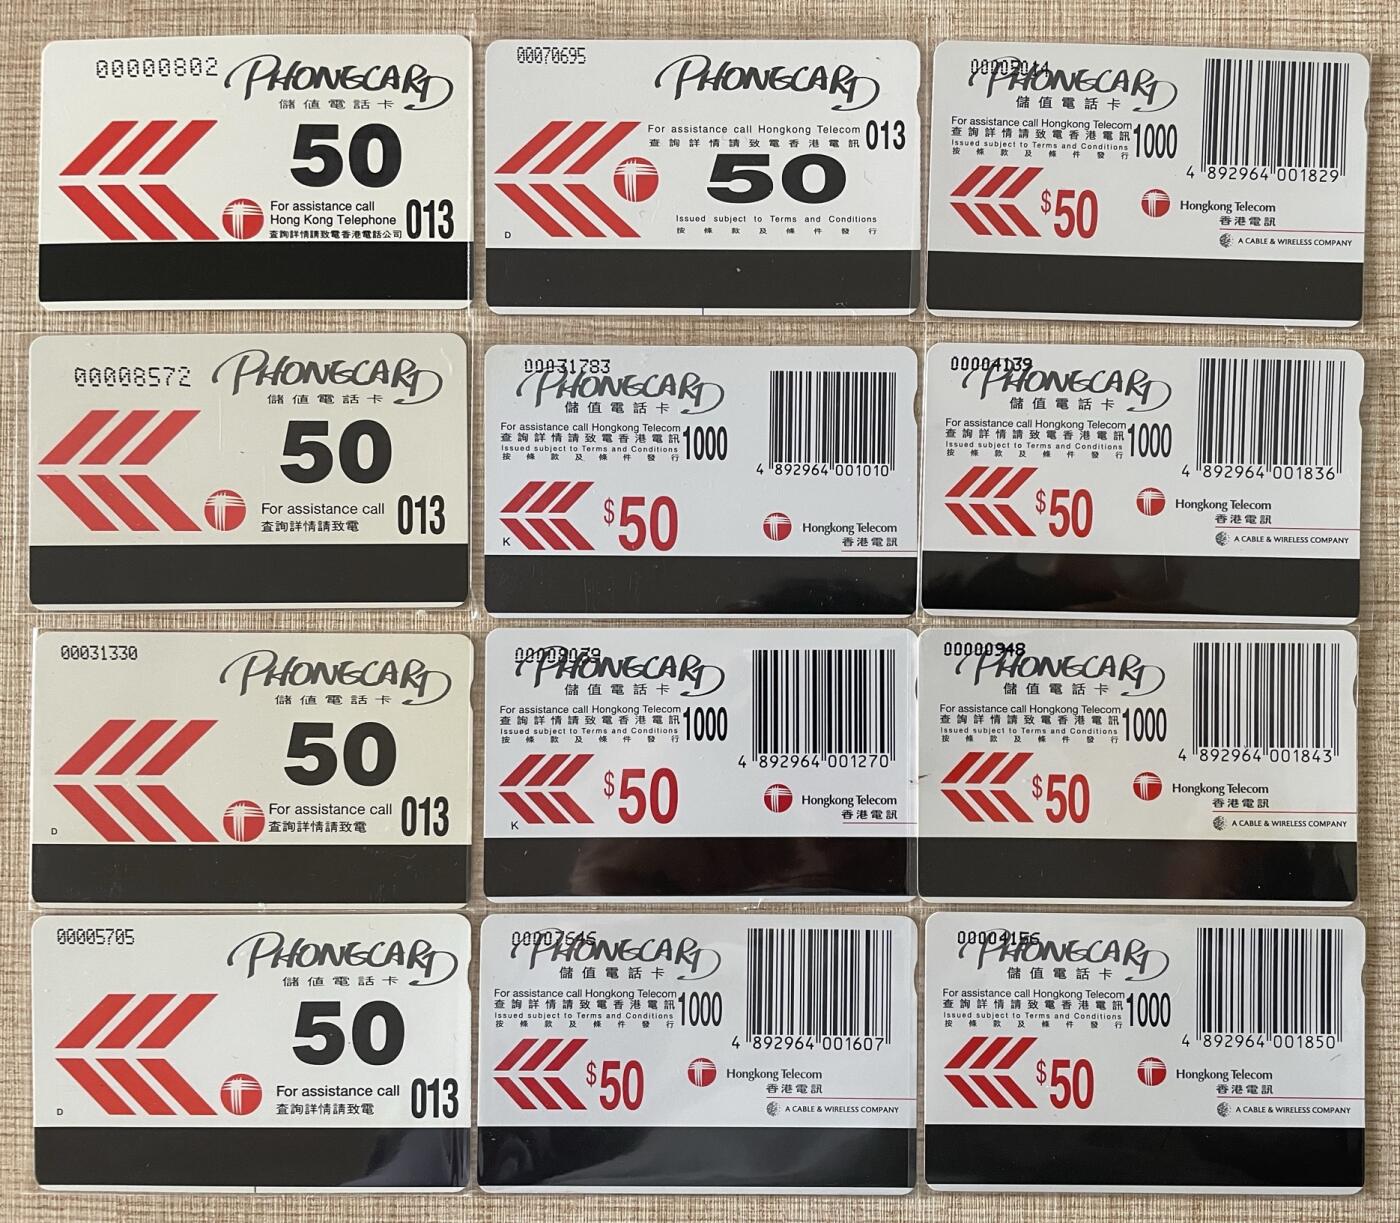 00000802
PHONECARD
儲值電話卡
50
For assistance call
Hong Kong Telephone
查詢詳情請致電香港電話公司
013
00070695
PHONECARD
儲值電話卡
For assistance call Hongkong Telecom
查詢詳情請致電香港電訊
013
50
Issued subject to Terms and Conditions
按條款及條件發行
D
PHONECARD
儲值電話卡
For assistance call Hongkong Telecom
查詢詳情請致電香港電訊
Issued subject to Terms and Conditions
按條款及條件發行
1000
4 892964 001829
$50
Hongkong Telecom
香港電訊
A CABLE & WIRELESS COMPANY
00008572
PHONECARD
儲值電話卡
50
For assistance call
查詢詳情請致電
013
00031783
PHONECARD
儲值電話卡
For assistance call Hongkong Telecom
查詢詳情請致電香港電訊
Issued subject to Terms and Conditions
按條款及條件發行
1000
4 892964 001010
K
$50
Hongkong Telecom
香港電訊
00004139
PHONECARD
儲值電話卡
For assistance call Hongkong Telecom
查詢詳情請致電香港電訊
Issued subject to Terms and Conditions
按條款及條件發行
1000
4 892964 001836
$50
Hongkong Telecom
香港電訊
A CABLE & WIRELESS COMPANY
00031330
PHONECARD
儲值電話卡
50
For assistance call
查詢詳情請致電
013
D
PHONECARD
儲值電話卡
For assistance call Hongkong Telecom
查詢詳情請致電香港電訊
Issued subject to Terms and Conditions
按條款及條件發行
1000
4 892964 001270
K
$50
Hongkong Telecom
香港電訊
00000948
PHONECARD
儲值電話卡
For assistance call Hongkong Telecom
查詢詳情請致電香港電訊
Issued subject to Terms and Conditions
按條款及條件發行
1000
4 892964 001843
$50
Hongkong Telecom
香港電訊
A CABLE & WIRELESS COMPANY
00005705
PHONECARD
儲值電話卡
50
For assistance call
查詢詳情請致電
013
D
PHONECARD
儲值電話卡
For assistance call Hongkong Telecom
查詢詳情請致電香港電訊
Issued subject to Terms and Conditions
按條款及條件發行
1000
4 892964 001607
$50
Hongkong Telecom
香港電訊
A CABLE & WIRELESS COMPANY
00004156
PHONECARD
儲值電話卡
For assistance call Hongkong Telecom
查詢詳情請致電香港電訊
Issued subject to Terms and Conditions
按條款及條件發行
1000
4 892964 001850
$50
Hongkong Telecom
香港電訊
A CABLE & WIRELESS COMPANY